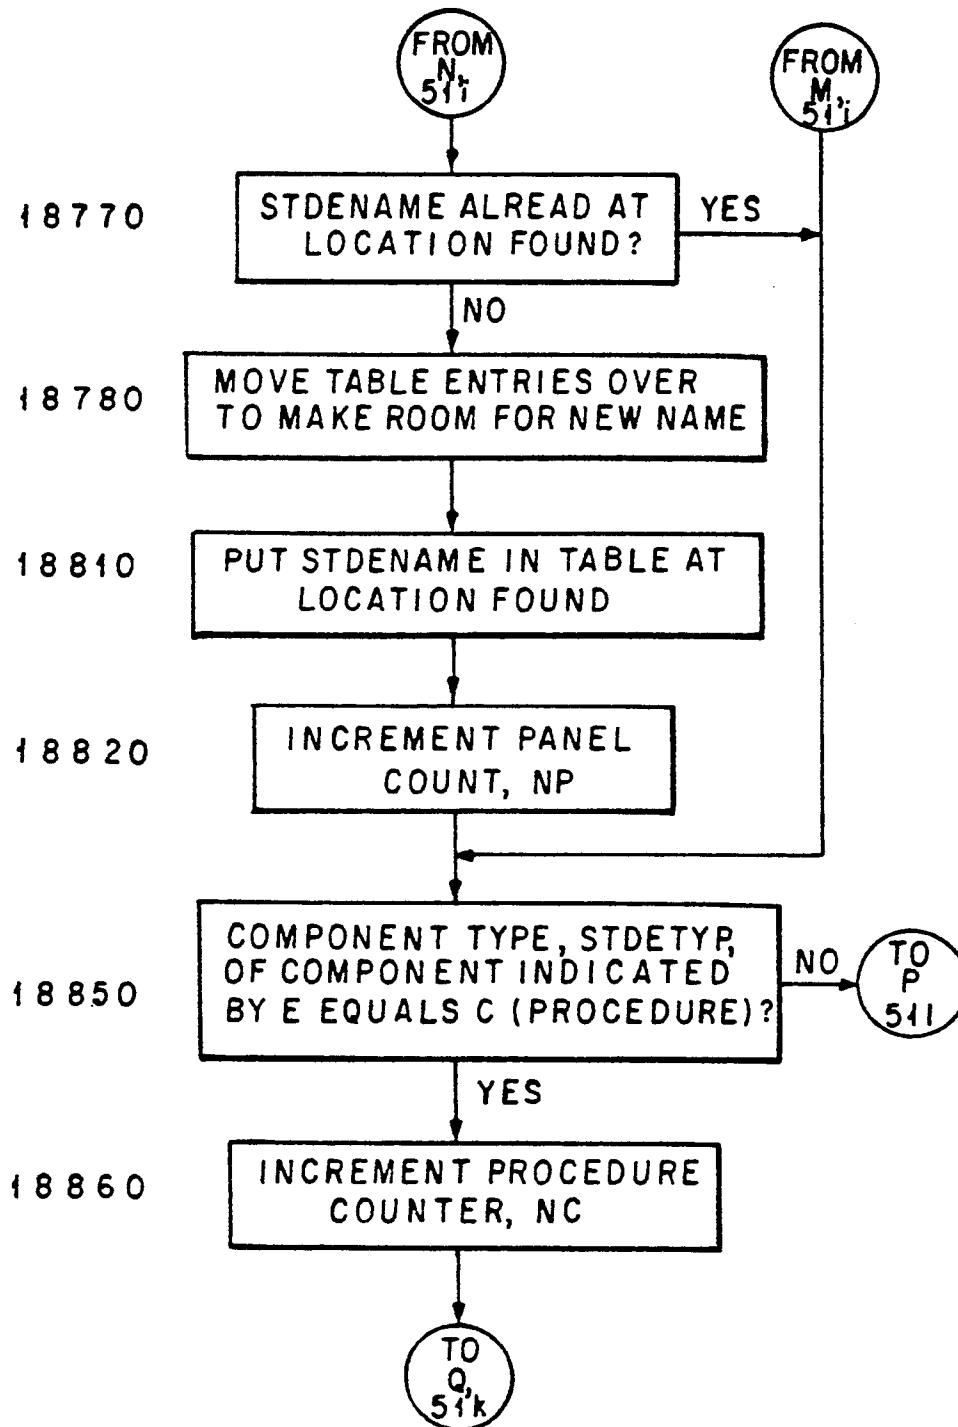 FROM
N,
51i
FROM
M,
51i
18770
STDENAME ALREAD AT
LOCATION FOUND?
YES
NO
18780
MOVE TABLE ENTRIES OVER
TO MAKE ROOM FOR NEW NAME
18810
PUT STDENAME IN TABLE AT
LOCATION FOUND
18820
INCREMENT PANEL
COUNT, NP
18850
COMPONENT TYPE, STDETYP,
OF COMPONENT INDICATED
BY E EQUALS C (PROCEDURE)?
NO
TO
P
51l
YES
18860
INCREMENT PROCEDURE
COUNTER, NC
TO
Q,
51k